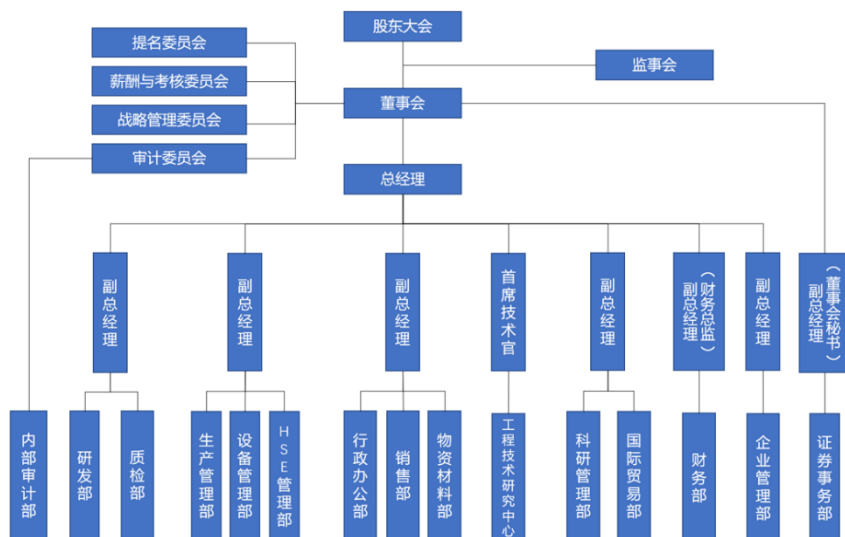 股东大会
提名委员会
监事会
薪酬与考核委员会
董事会
战略管理委员会
审计委员会
总经理
副总经理
副总经理
副总经理
首席技术官
副总经理
副总经理
（财务总监）
副总经理
副总经理
（董事会秘书）
内部审计部
研发部
质检部
生产管理部
设备管理部
HSE管理部
行政办公部
销售部
物资材料部
工程技术研究中心
科研管理部
国际贸易部
财务部
企业管理部
证券事务部